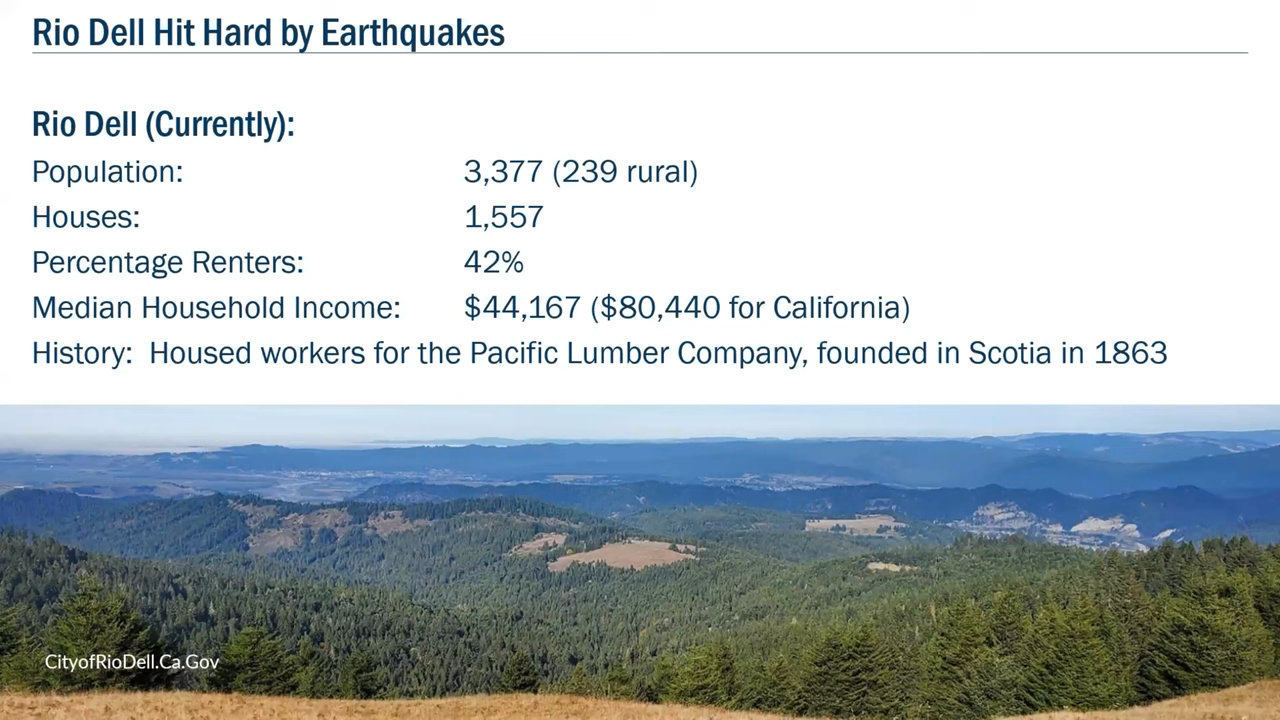 Rio Dell Hit Hard by Earthquakes
Rio Dell (Currently):
Population: 3,377 (239 rural)
Houses: 1,557
Percentage Renters: 42%
Median Household Income: $44,167 ($80,440 for California)
History: Housed workers for the Pacific Lumber Company, founded in Scotia in 1863
CityofRioDell.Ca.Gov